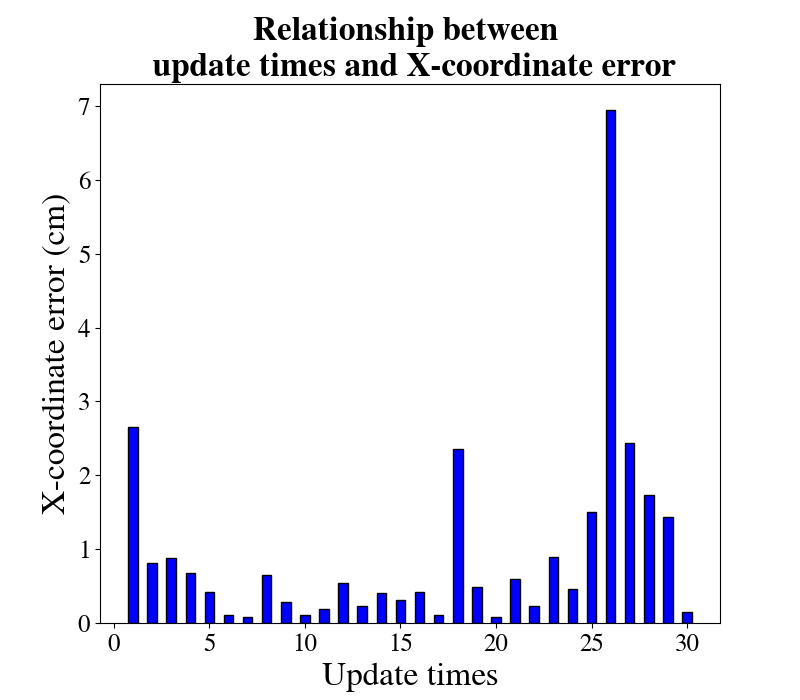 Relationship between
update times and X-coordinate error
X-coordinate error (cm)
7
6
5
4
3
2
1
0
0 5 10 15 20 25 30
Update times